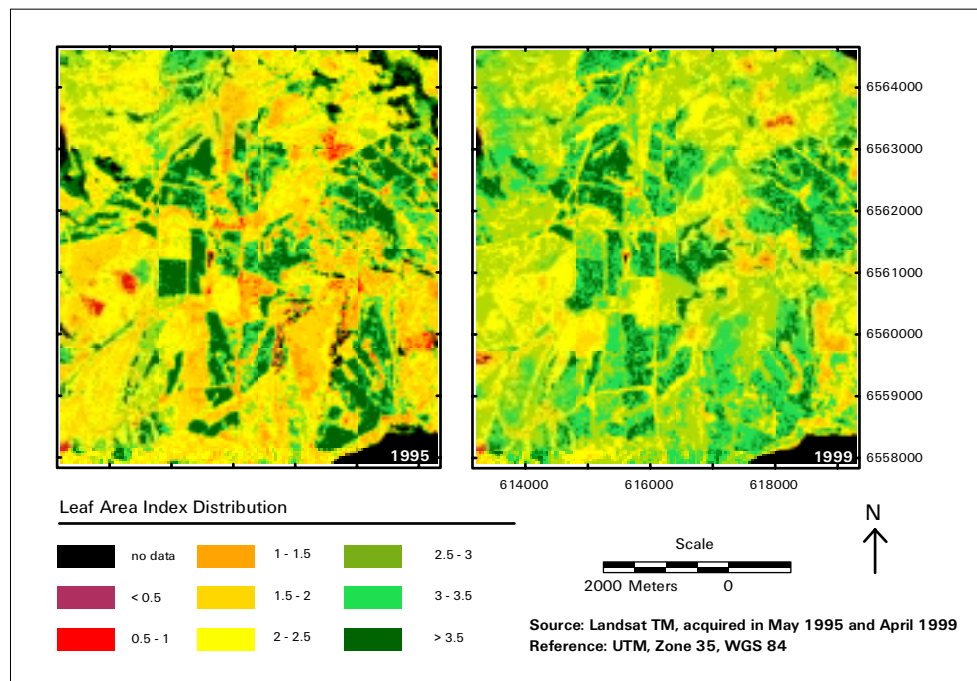 1995
1999
6564000
6563000
6562000
6561000
6560000
6559000
6558000
614000 616000 618000
Leaf Area Index Distribution
no data
< 0.5
0.5 - 1
1 - 1.5
1.5 - 2
2 - 2.5
2.5 - 3
3 - 3.5
> 3.5
Scale
2000 Meters 0
N
Source: Landsat TM, acquired in May 1995 and April 1999
Reference: UTM, Zone 35, WGS 84